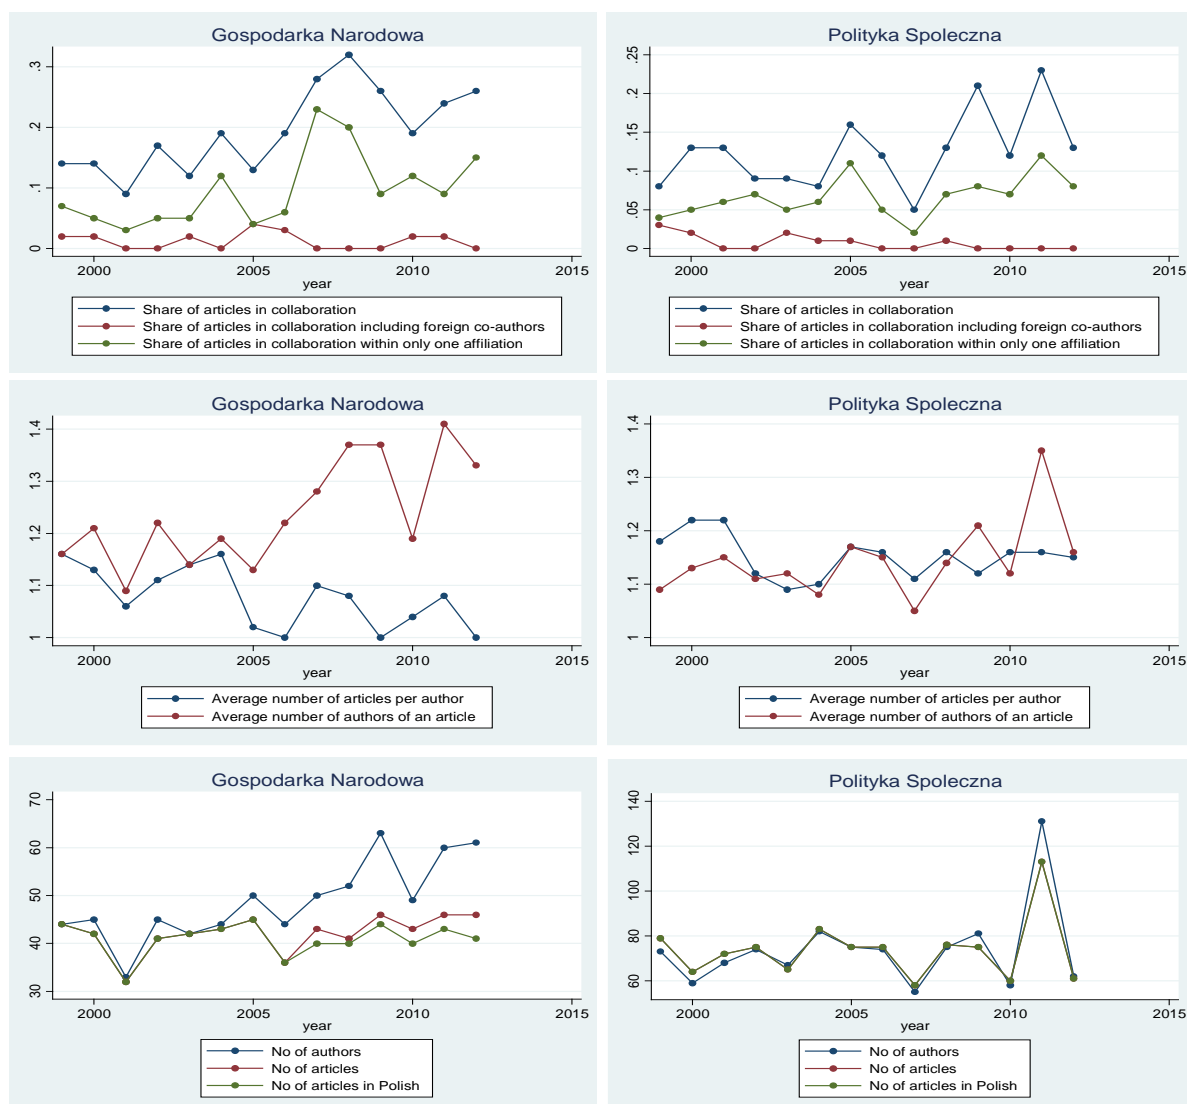 Gospodarka Narodowa
.3
.2
.1
0
2000 2005 2010 2015
year
Share of articles in collaboration
Share of articles in collaboration including foreign co-authors
Share of articles in collaboration within only one affiliation
Polityka Spoleczna
.25
.2
.15
.1
.05
0
2000 2005 2010 2015
year
Share of articles in collaboration
Share of articles in collaboration including foreign co-authors
Share of articles in collaboration within only one affiliation
Gospodarka Narodowa
1.4
1.3
1.2
1.1
1
2000 2005 2010 2015
year
Average number of articles per author
Average number of authors of an article
Polityka Spoleczna
1.4
1.3
1.2
1.1
1
2000 2005 2010 2015
year
Average number of articles per author
Average number of authors of an article
Gospodarka Narodowa
70
60
50
40
30
2000 2005 2010 2015
year
No of authors
No of articles
No of articles in Polish
Polityka Spoleczna
140
120
100
80
60
2000 2005 2010 2015
year
No of authors
No of articles
No of articles in Polish